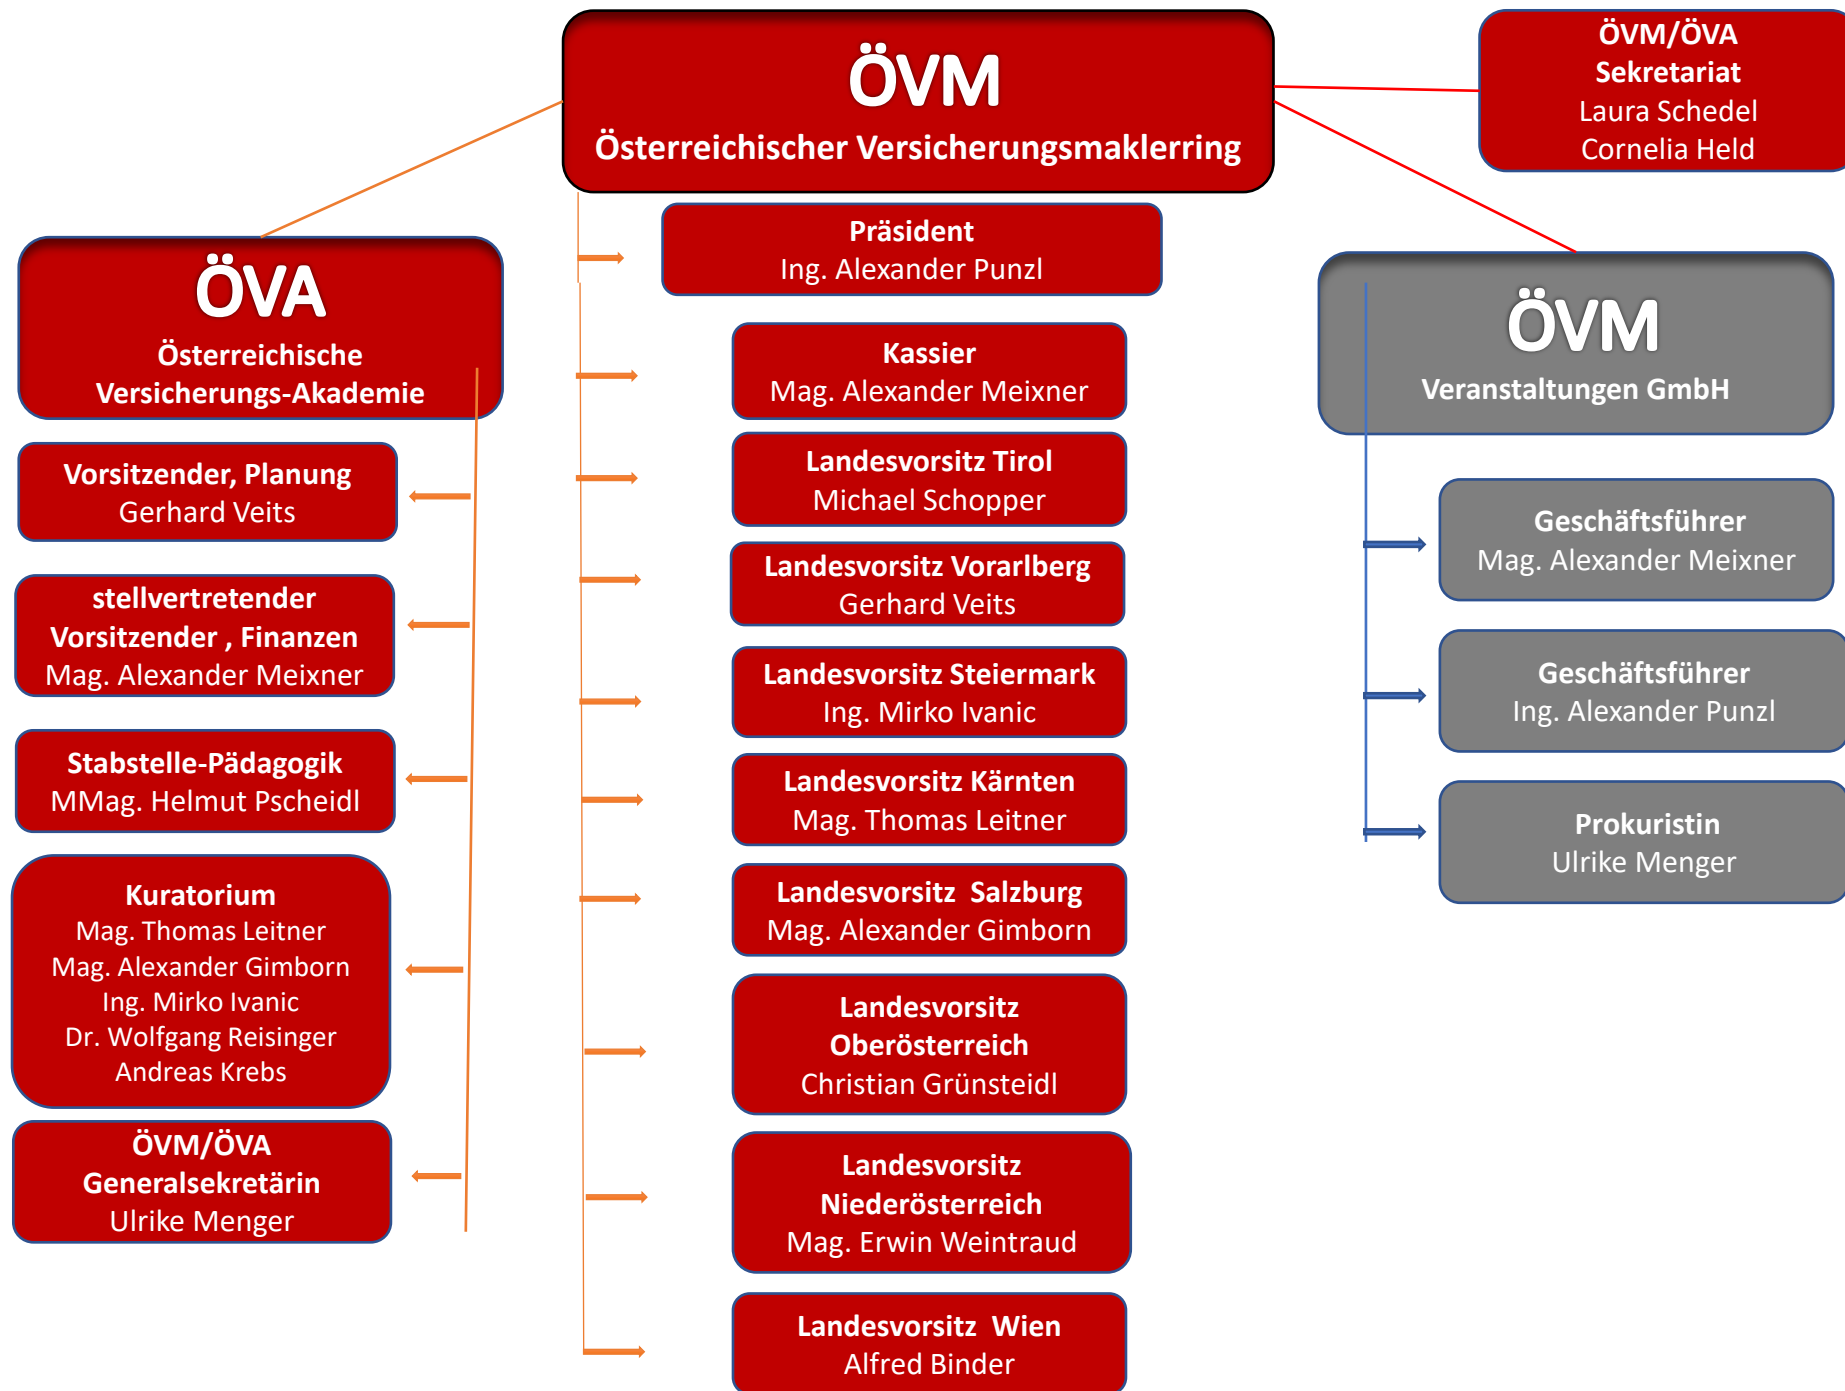 ÖVM
Österreichischer Versicherungsmaklerring
ÖVM/ÖVA
Sekretariat
Laura Schedel
Cornelia Held
ÖVA
Österreichische
Versicherungs-Akademie
Vorsitzender, Planung
Gerhard Veits
stellvertretender
Vorsitzender , Finanzen
Mag. Alexander Meixner
Stabstelle-Pädagogik
MMag. Helmut Pscheidl
Kuratorium
Mag. Thomas Leitner
Mag. Alexander Gimborn
Ing. Mirko Ivanic
Dr. Wolfgang Reisinger
Andreas Krebs
ÖVM/ÖVA
Generalsekretärin
Ulrike Menger
Präsident
Ing. Alexander Punzl
Kassier
Mag. Alexander Meixner
Landesvorsitz Tirol
Michael Schopper
Landesvorsitz Vorarlberg
Gerhard Veits
Landesvorsitz Steiermark
Ing. Mirko Ivanic
Landesvorsitz Kärnten
Mag. Thomas Leitner
Landesvorsitz  Salzburg
Mag. Alexander Gimborn
Landesvorsitz
Oberösterreich
Christian Grünsteidl
Landesvorsitz
Niederösterreich
Mag. Erwin Weintraud
Landesvorsitz  Wien
Alfred Binder
ÖVM
Veranstaltungen GmbH
Geschäftsführer
Mag. Alexander Meixner
Geschäftsführer
Ing. Alexander Punzl
Prokuristin
Ulrike Menger